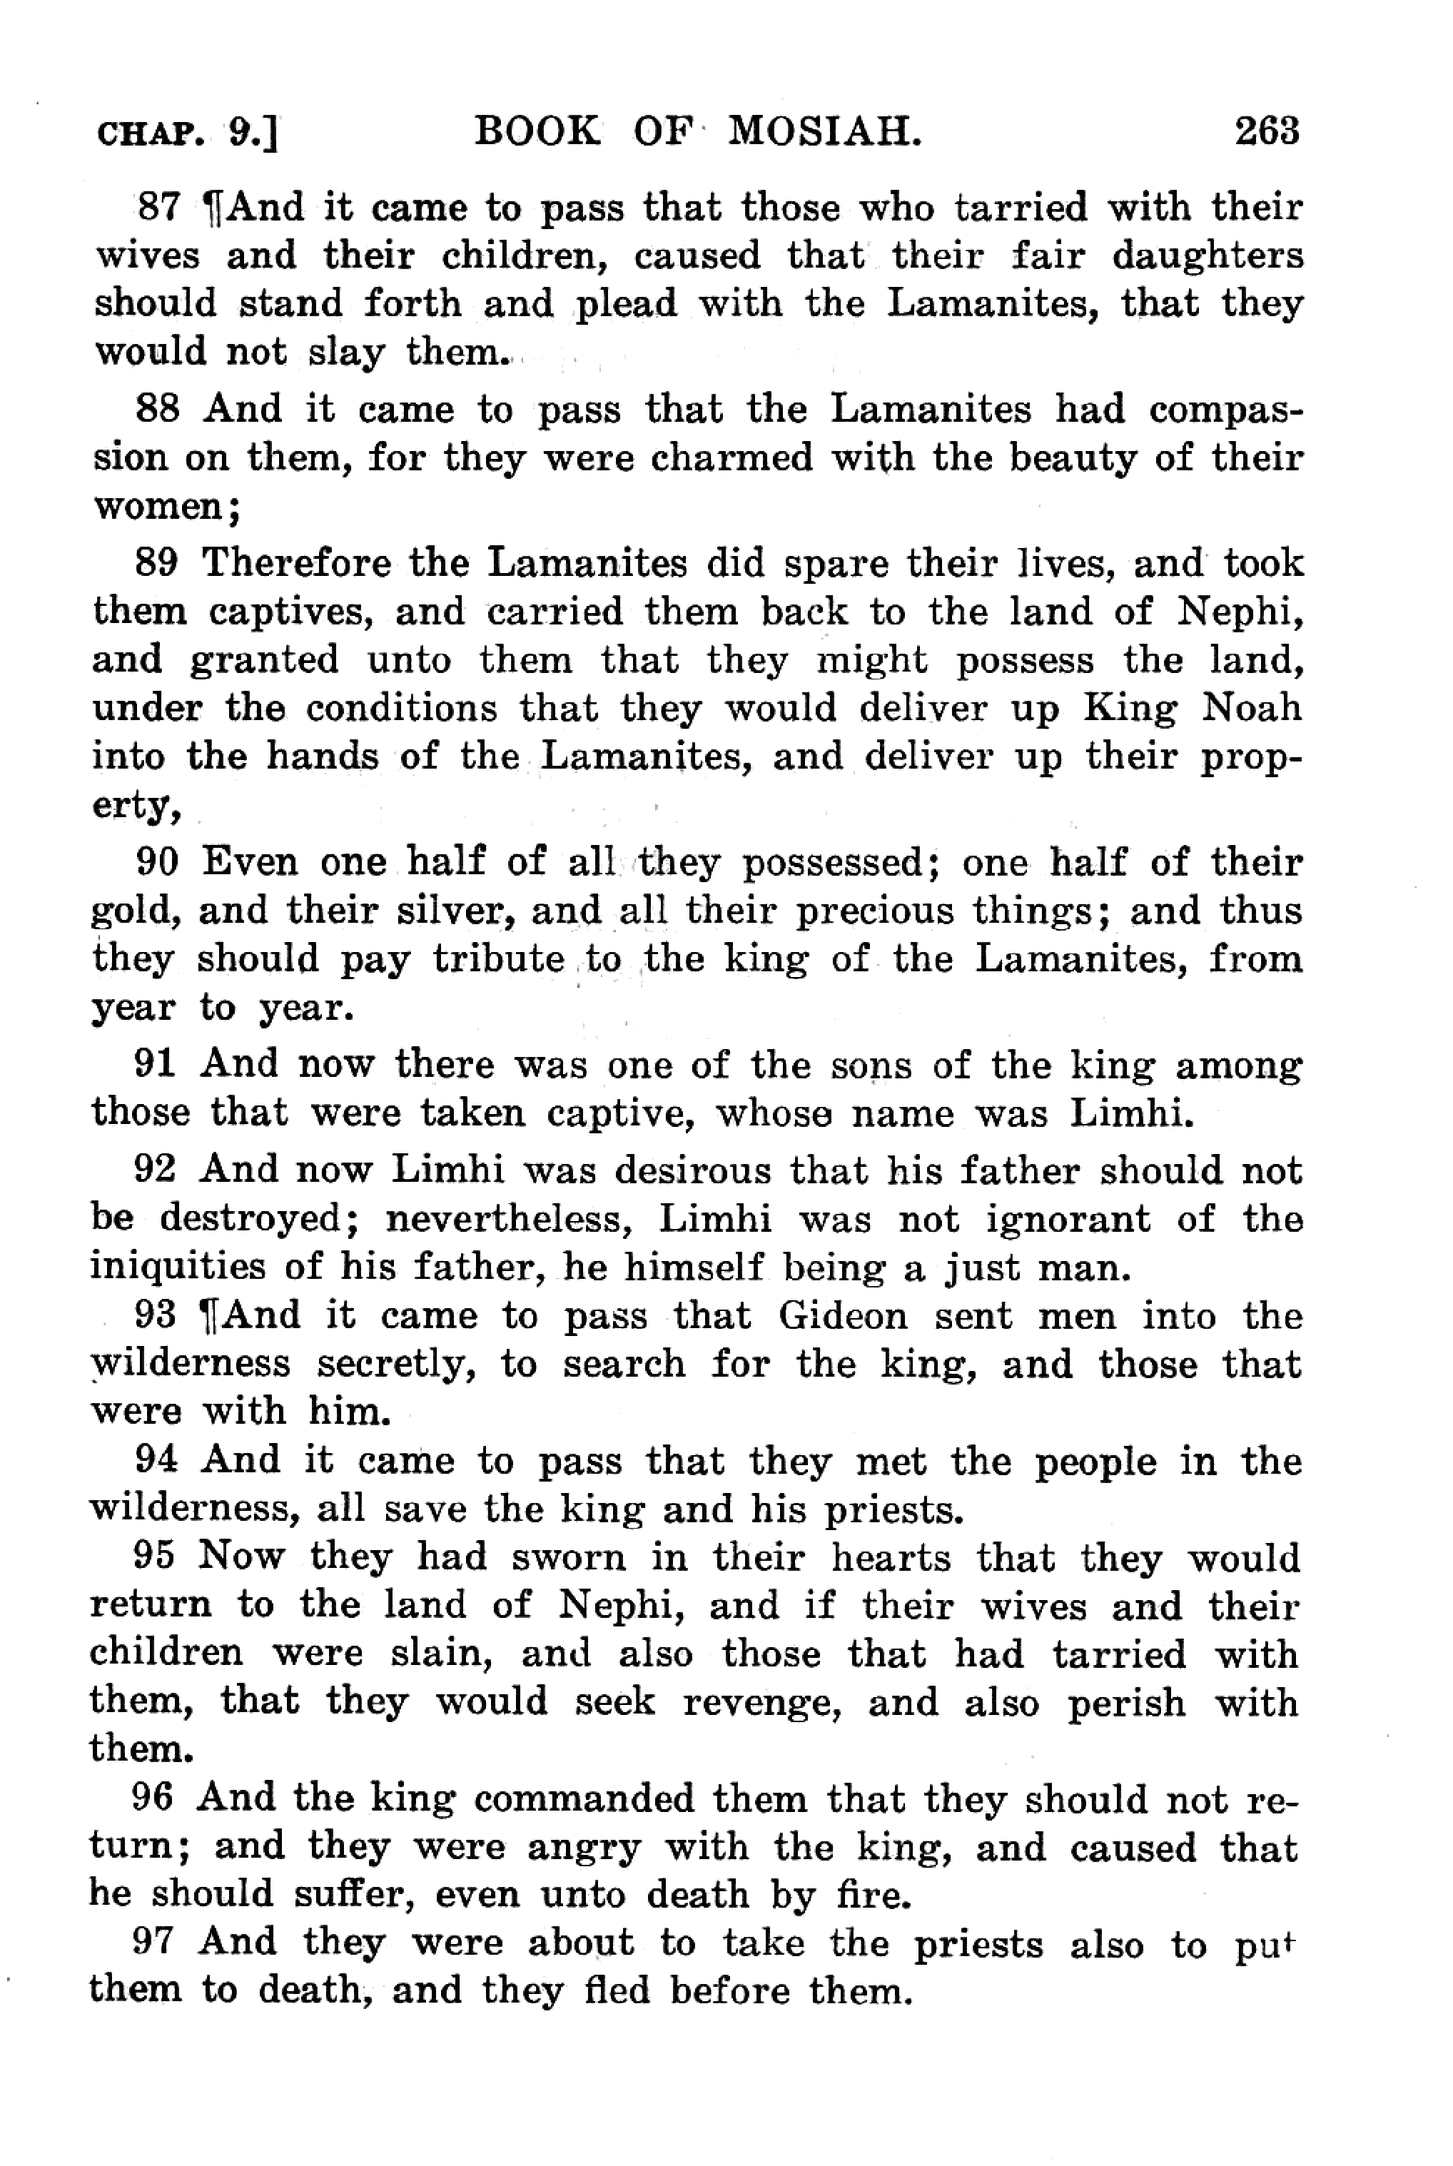 CHAP. 9.] BOOK OF MOSIAH. 263
87 ¶And it came to pass that those who tarried with their
wives and their children, caused that their fair daughters
should stand forth and plead with the Lamanites, that they
would not slay them.
88 And it came to pass that the Lamanites had compas-
sion on them, for they were charmed with the beauty of their
women;
89 Therefore the Lamanites did spare their lives, and took
them captives, and carried them back to the land of Nephi,
and granted unto them that they might possess the land,
under the conditions that they would deliver up King Noah
into the hands of the Lamanites, and deliver up their prop-
erty,
90 Even one half of all they possessed; one half of their
gold, and their silver, and all their precious things; and thus
they should pay tribute to the king of the Lamanites, from
year to year.
91 And now there was one of the sons of the king among
those that were taken captive, whose name was Limhi.
92 And now Limhi was desirous that his father should not
be destroyed; nevertheless, Limhi was not ignorant of the
iniquities of his father, he himself being a just man.
93 ¶And it came to pass that Gideon sent men into the
wilderness secretly, to search for the king, and those that
were with him.
94 And it came to pass that they met the people in the
wilderness, all save the king and his priests.
95 Now they had sworn in their hearts that they would
return to the land of Nephi, and if their wives and their
children were slain, and also those that had tarried with
them, that they would seek revenge, and also perish with
them.
96 And the king commanded them that they should not re-
turn; and they were angry with the king, and caused that
he should suffer, even unto death by fire.
97 And they were about to take the priests also to put
them to death, and they fled before them.